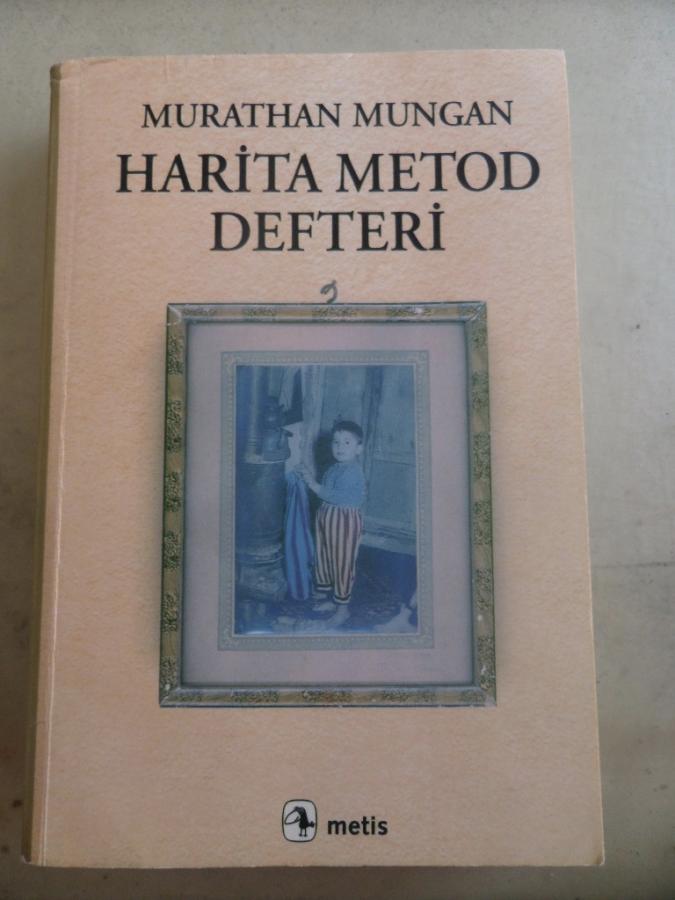 MURATHAN MUNGAN
HARİTA METOD
DEFTERİ
metis